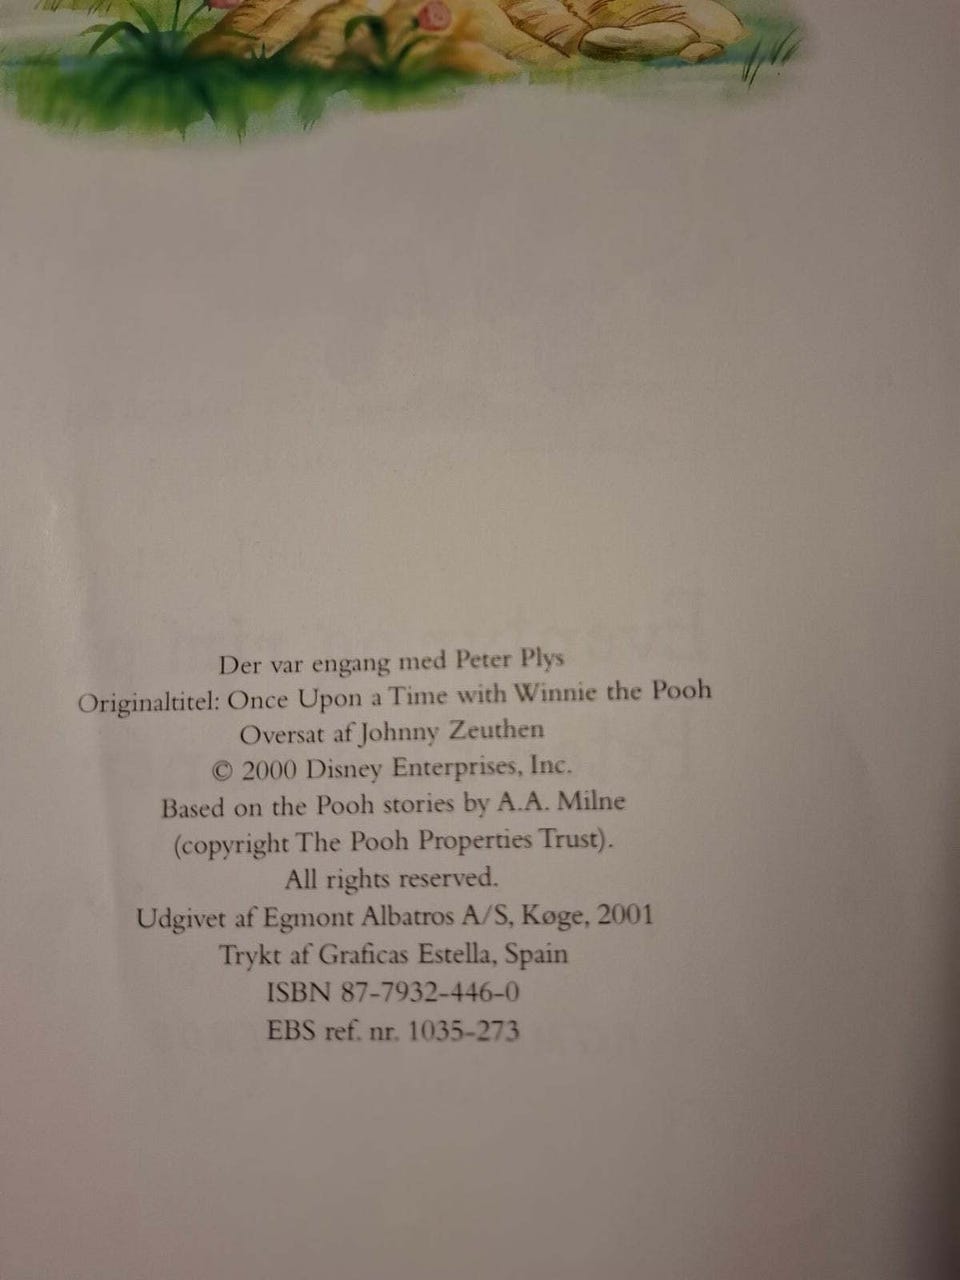 Der var engang med Peter Plys
Originaltitel: Once Upon a Time with Winnie the Pooh
Oversat af Johnny Zeuthen
© 2000 Disney Enterprises, Inc.
Based on the Pooh stories by A.A. Milne
(copyright The Pooh Properties Trust).
All rights reserved.
Udgivet af Egmont Albatros A/S, Køge, 2001
Trykt af Graficas Estella, Spain
ISBN 87-7932-446-0
EBS ref. nr. 1035-273